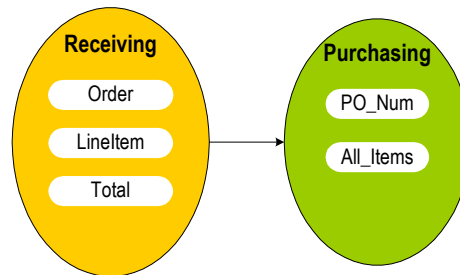 Receiving
Order
LineItem
Total
Purchasing
PO_Num
All_Items